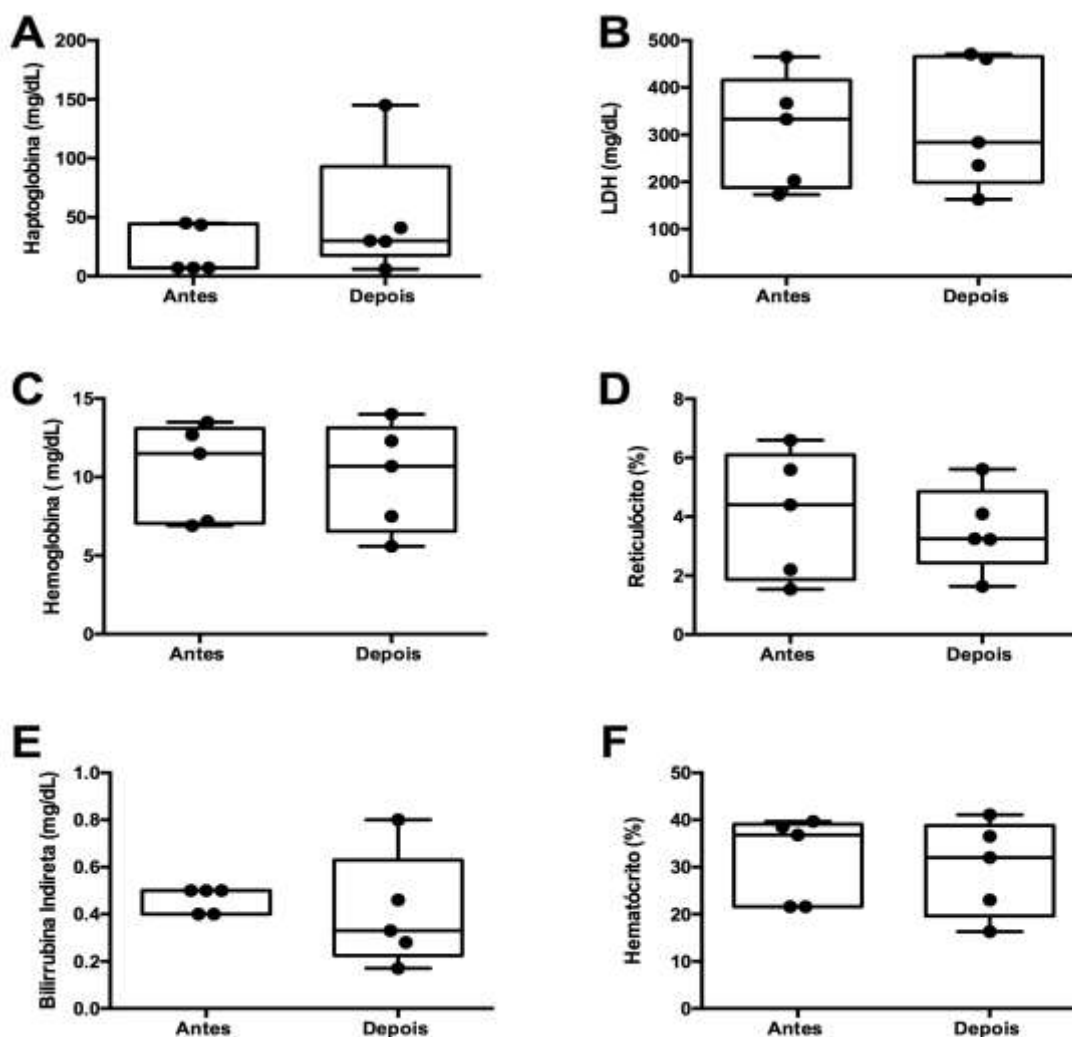 A
Haptoglobina (mg/dL)
200
150
100
50
0
Antes
Depois
B
LDH (mg/dL)
500
400
300
200
100
0
Antes
Depois
C
Hemoglobina ( mg/dL)
15
10
5
0
Antes
Depois
D
Reticulócito (%)
8
6
4
2
0
Antes
Depois
E
Bilirrubina Indireta (mg/dL)
1.0
0.8
0.6
0.4
0.2
0.0
Antes
Depois
F
Hematócrito (%)
50
40
30
20
10
0
Antes
Depois